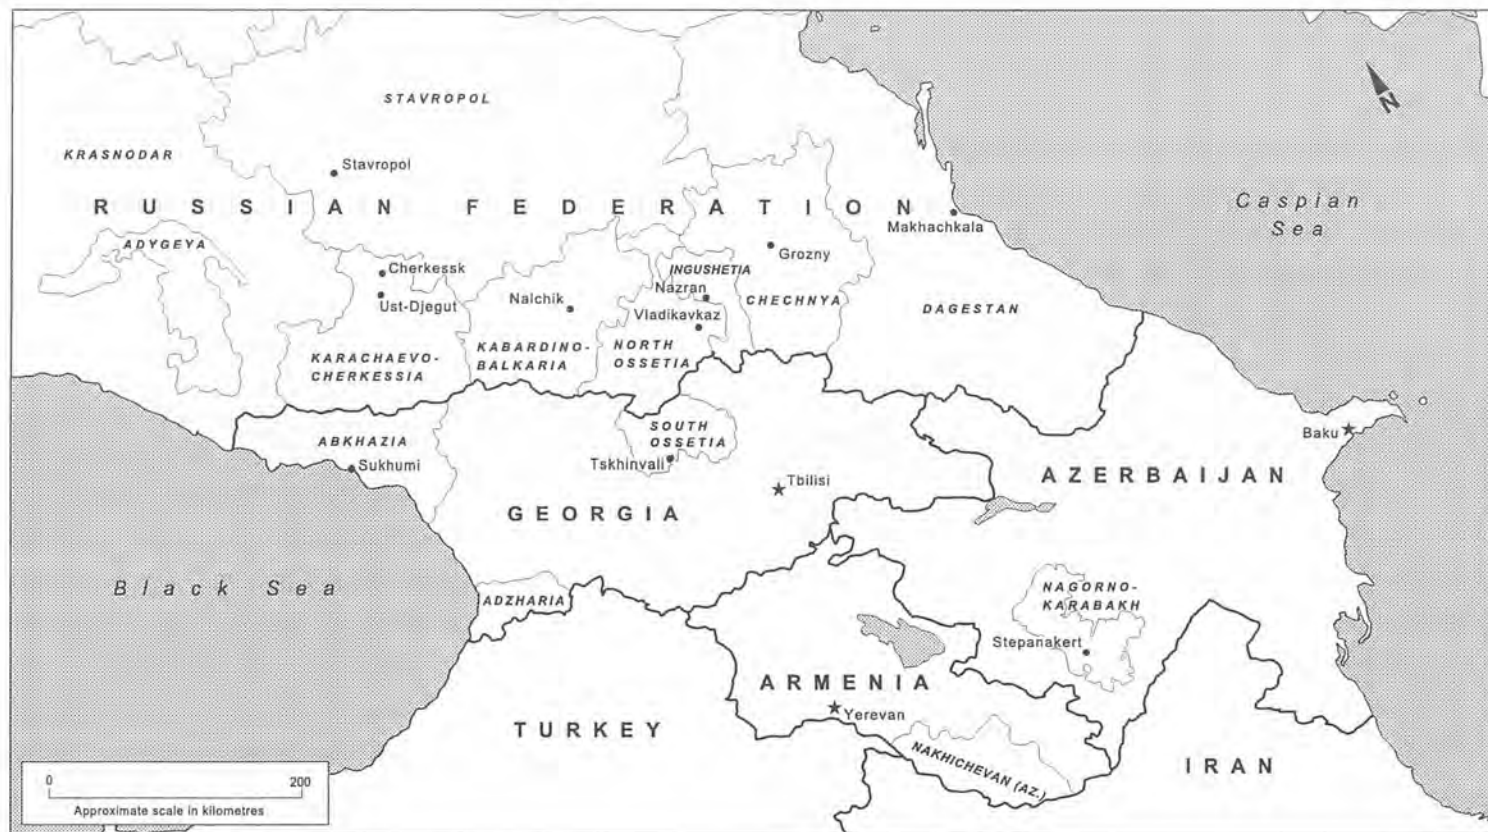 STAVROPOL
KRASNODAR
Stavropol
RUSSIAN FEDERATION
Caspian
Sea
N
ADYGEYA
Makhachkala
Grozny
Cherkessk
INGUSHETIA
Nazran
Ust-Djegut
Nalchik
CHECHNYA
Vladikavkaz
DAGESTAN
KARACHAEVO-
CHERKESSIA
KABARDINO-
BALKARIA
NORTH
OSSETIA
ABKHAZIA
Sukhumi
SOUTH
OSSETIA
Tskhinvali
Baku
Tbilisi
AZERBAIJAN
GEORGIA
Black Sea
ADZHARIA
NAGORNO-
KARABAKH
Stepanakert
ARMENIA
Yerevan
TURKEY
NAKHICHEVAN (AZ.)
IRAN
0 200
Approximate scale in kilometres